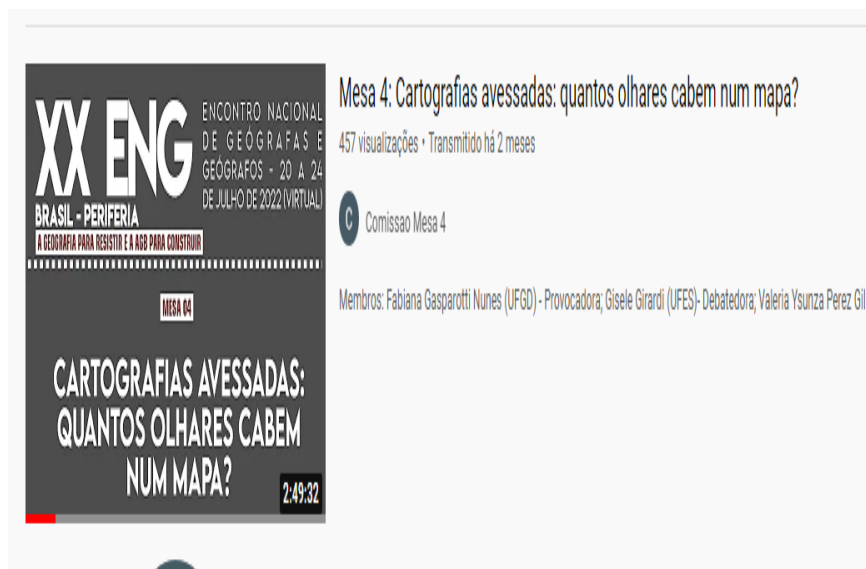 XX ENG
ENCONTRO NACIONAL
DE GEÓGRAFAS E
GEÓGRAFOS - 20 A 24
DE JULHO DE 2022 (VIRTUAL)
BRASIL - PERIFERIA
A GEOGRAFIA PARA RESISTIR E A AGB PARA CONSTRUIR
MESA 04
CARTOGRAFIAS AVESSADAS:
QUANTOS OLHARES CABEM
NUM MAPA?
2:49:32
Mesa 4: Cartografias avessadas: quantos olhares cabem num mapa?
457 visualizações • Transmitido há 2 meses
C Comissao Mesa 4
Membros: Fabiana Gasparotti Nunes (UFGD) - Provocadora; Gisele Girardi (UFES)- Debatedora; Valeria Ysunza Perez Gil